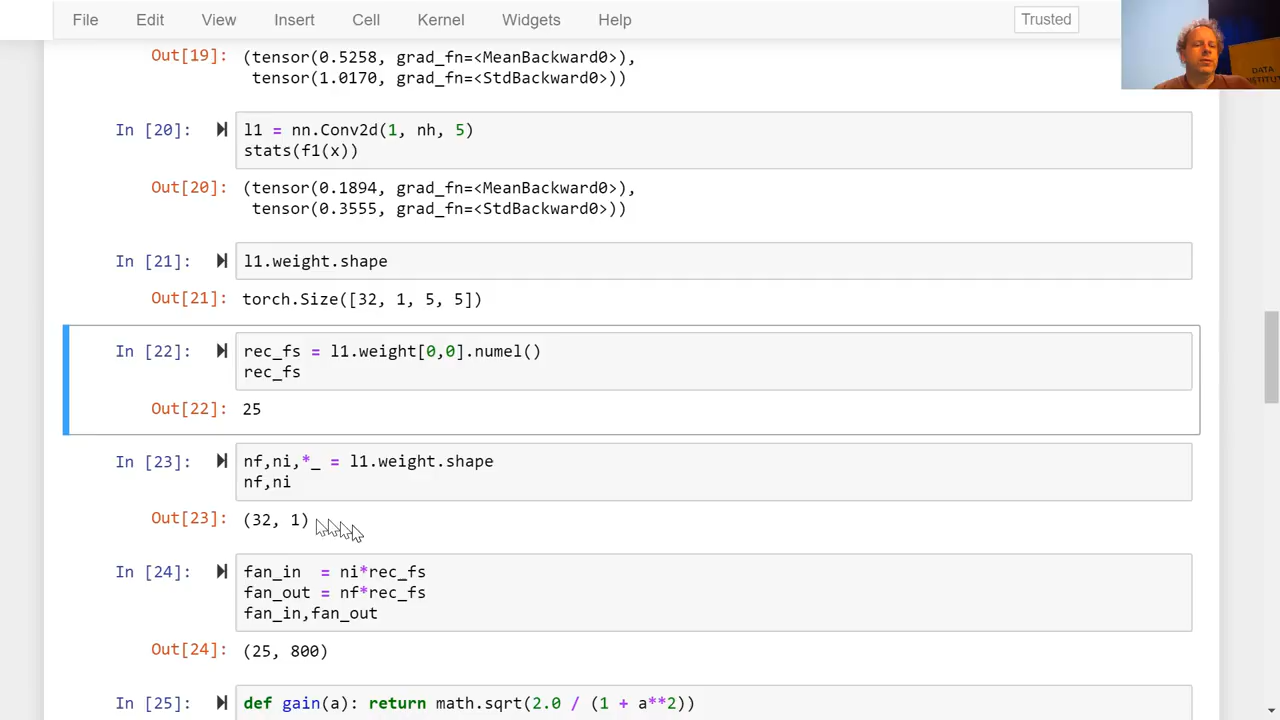 File Edit View Insert Cell Kernel Widgets Help Trusted
DATA
Out[19]: (tensor(0.5258, grad_fn=<MeanBackward0>),
tensor(1.0170, grad_fn=<StdBackward0>))
In [20]: l1 = nn.Conv2d(1, nh, 5)
stats(f1(x))
Out[20]: (tensor(0.1894, grad_fn=<MeanBackward0>),
tensor(0.3555, grad_fn=<StdBackward0>))
In [21]: l1.weight.shape
Out[21]: torch.Size([32, 1, 5, 5])
In [22]: rec_fs = l1.weight[0,0].numel()
rec_fs
Out[22]: 25
In [23]: nf,ni,*_ = l1.weight.shape
nf,ni
Out[23]: (32, 1)
In [24]: fan_in  = ni*rec_fs
fan_out = nf*rec_fs
fan_in,fan_out
Out[24]: (25, 800)
In [25]: def gain(a): return math.sqrt(2.0 / (1 + a**2))